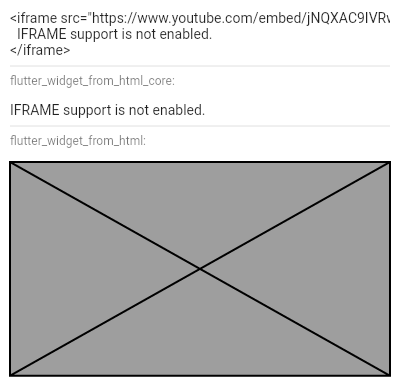 <iframe src="https://www.youtube.com/embed/jNQXAC9IVRw
IFRAME support is not enabled.
</iframe>
flutter_widget_from_html_core:
IFRAME support is not enabled.
flutter_widget_from_html: